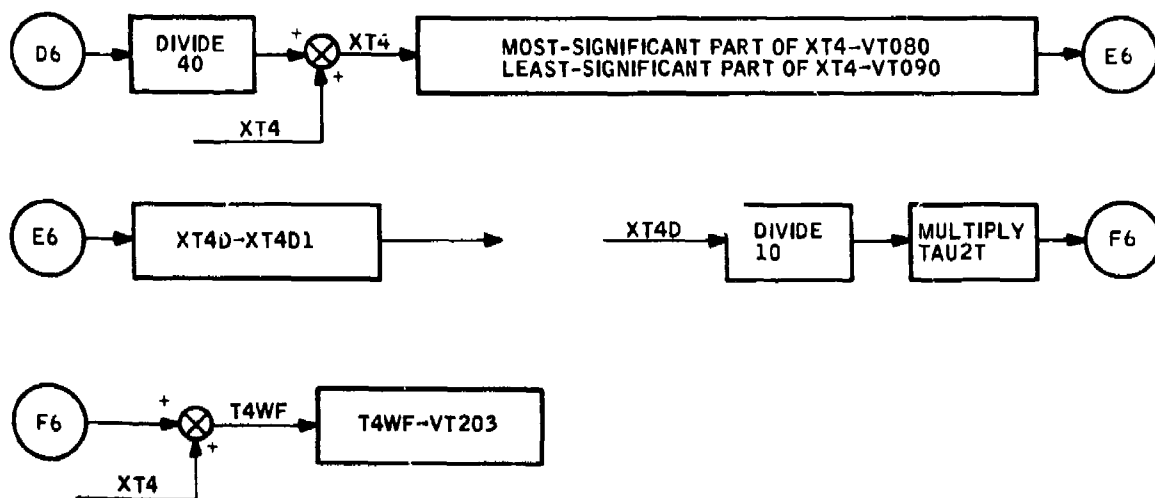 D6
DIVIDE
40
+
XT4
+
XT4
MOST-SIGNIFICANT PART OF XT4→VT080
LEAST-SIGNIFICANT PART OF XT4→VT090
E6
E6
XT4D→XT4D1
XT4D
DIVIDE
10
MULTIPLY
TAU2T
F6
F6
+
T4WF
+
XT4
T4WF→VT203